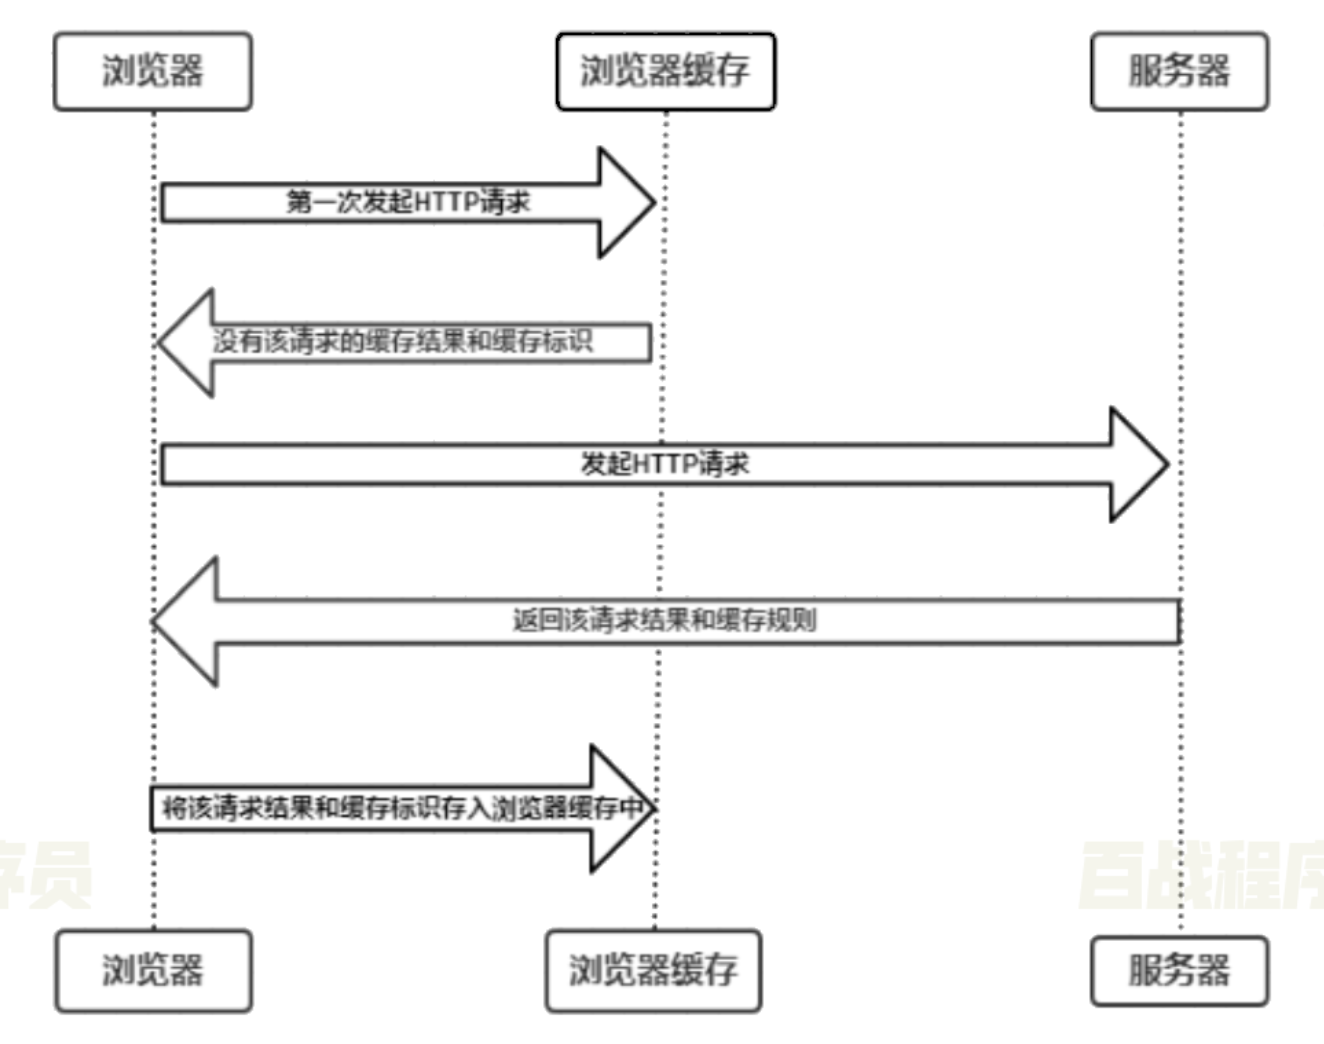 浏览器
浏览器缓存
服务器
第一次发起HTTP请求
没有该请求的缓存结果和缓存标识
发起HTTP请求
返回该请求结果和缓存规则
将该请求结果和缓存标识存入浏览器缓存中
序员
百战程序
浏览器
浏览器缓存
服务器